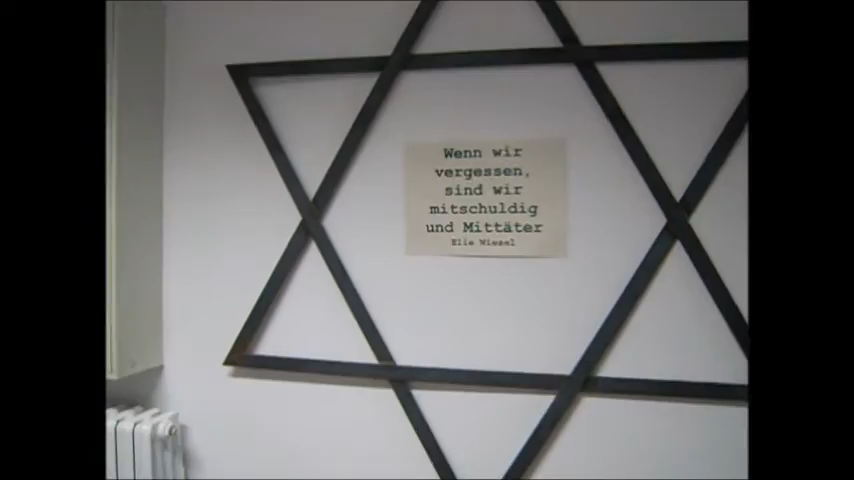 Wenn wir
vergessen,
sind wir
mitschuldig
und Mittäter
Elie Wiesel